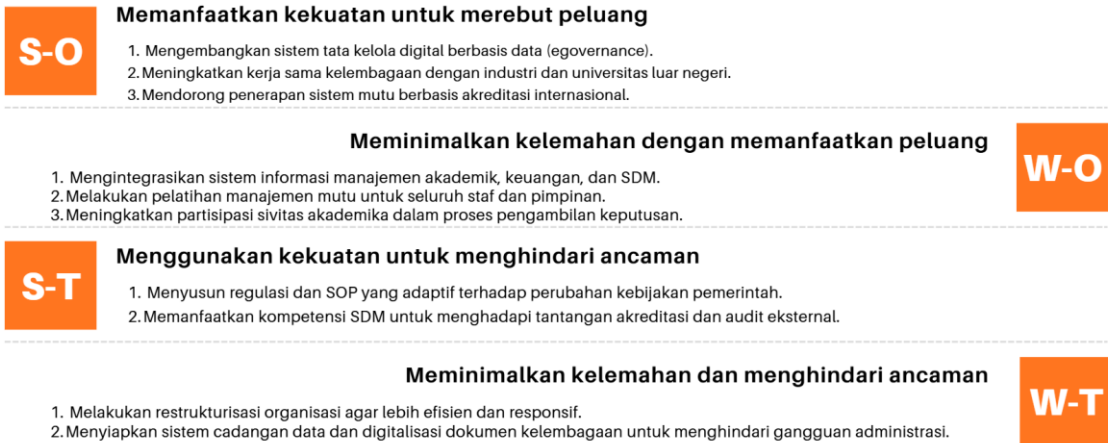 S-O
Memanfaatkan kekuatan untuk merebut peluang
1. Mengembangkan sistem tata kelola digital berbasis data (egovernance).
2. Meningkatkan kerja sama kelembagaan dengan industri dan universitas luar negeri.
3. Mendorong penerapan sistem mutu berbasis akreditasi internasional.
Meminimalkan kelemahan dengan memanfaatkan peluang
W-O
1. Mengintegrasikan sistem informasi manajemen akademik, keuangan, dan SDM.
2. Melakukan pelatihan manajemen mutu untuk seluruh staf dan pimpinan.
3. Meningkatkan partisipasi sivitas akademika dalam proses pengambilan keputusan.
S-T
Menggunakan kekuatan untuk menghindari ancaman
1. Menyusun regulasi dan SOP yang adaptif terhadap perubahan kebijakan pemerintah.
2. Memanfaatkan kompetensi SDM untuk menghadapi tantangan akreditasi dan audit eksternal.
Meminimalkan kelemahan dan menghindari ancaman
W-T
1. Melakukan restrukturisasi organisasi agar lebih efisien dan responsif.
2. Menyiapkan sistem cadangan data dan digitalisasi dokumen kelembagaan untuk menghindari gangguan administrasi.